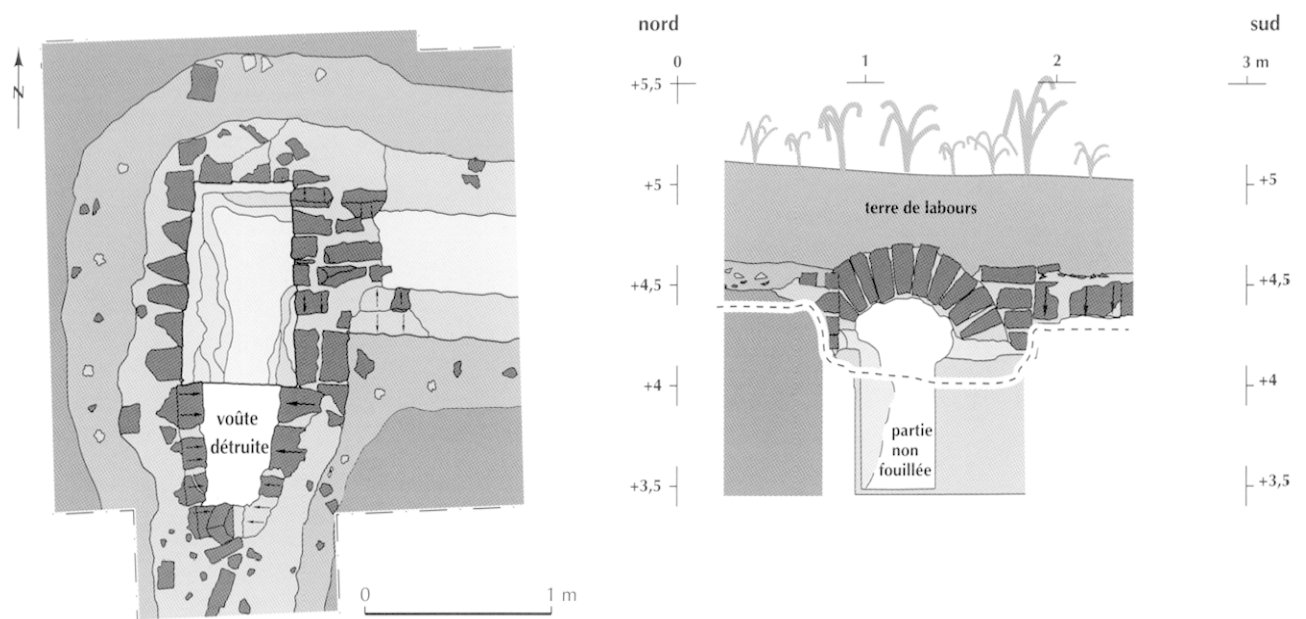 N
voûte
détruite
0 1 m
nord sud
0 1 2 3 m
+5,5
+5 +5
terre de labours
+4,5 +4,5
+4 +4
partie
non
fouillée
+3,5 +3,5